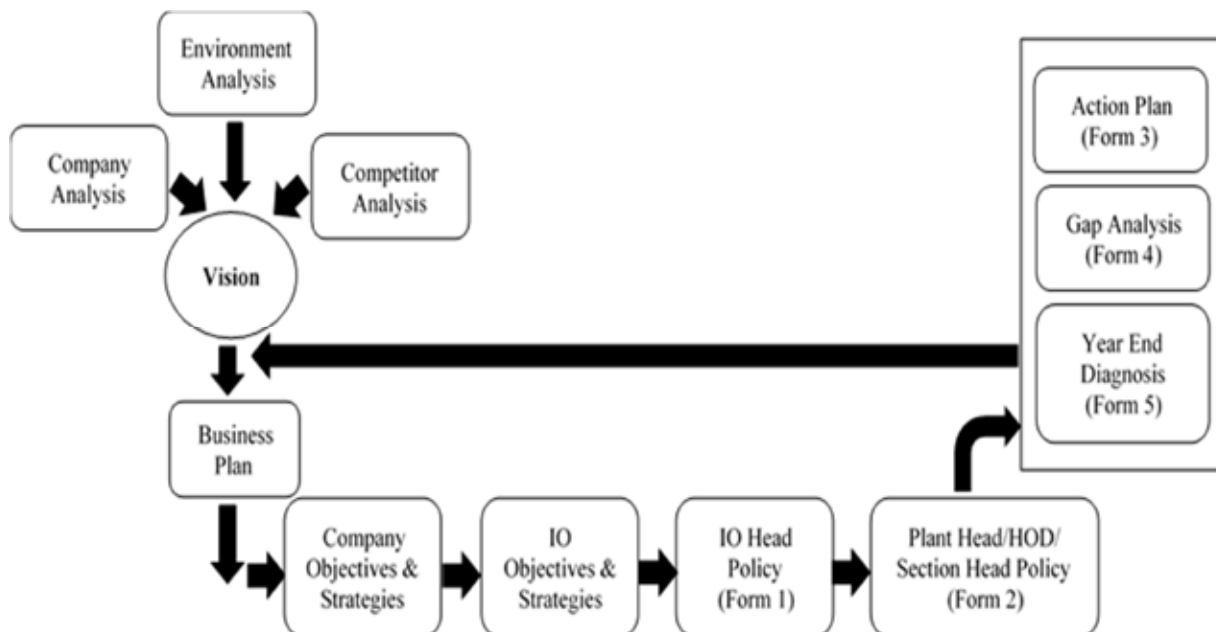 Environment
Analysis
Company
Analysis
Competitor
Analysis
Vision
Business
Plan
Company
Objectives &
Strategies
IO
Objectives &
Strategies
IO Head
Policy
(Form 1)
Plant Head/HOD/
Section Head Policy
(Form 2)
Action Plan
(Form 3)
Gap Analysis
(Form 4)
Year End
Diagnosis
(Form 5)